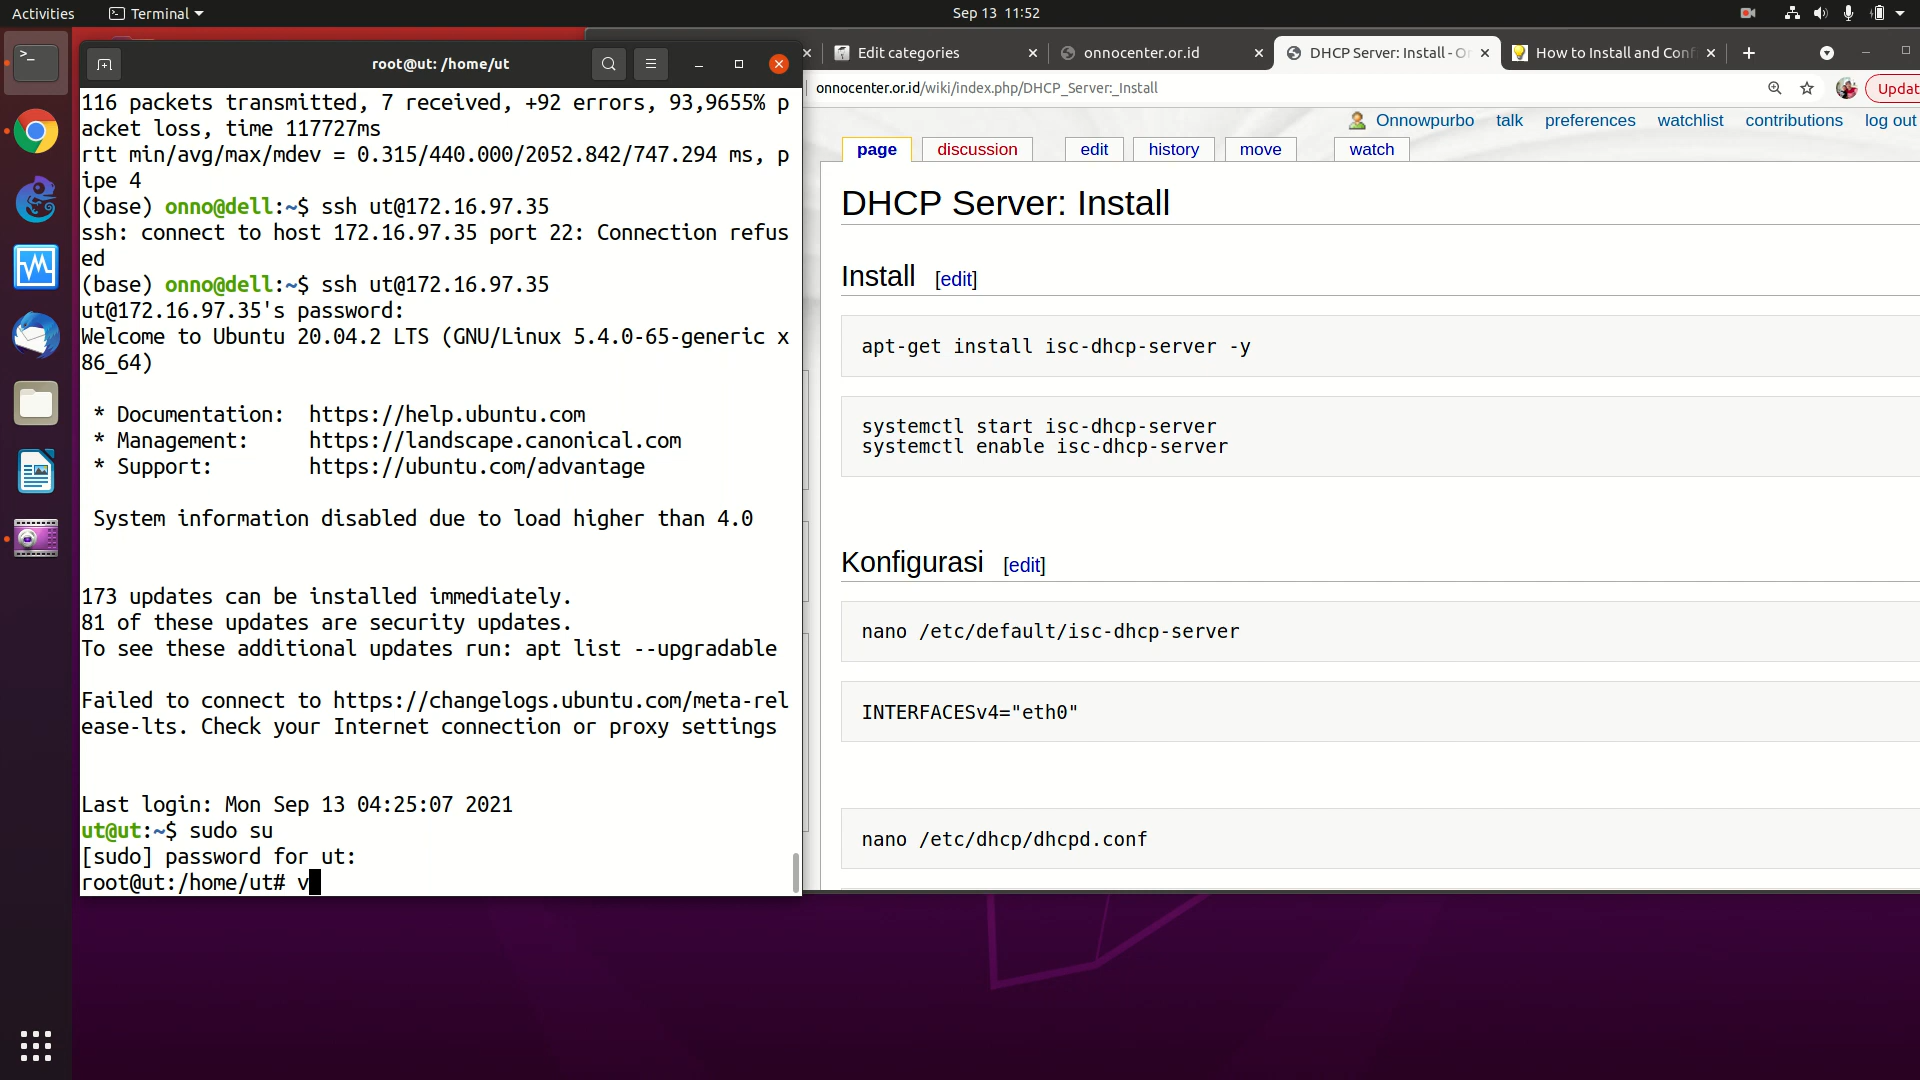 Activities
Terminal
Sep 13 11:52
root@ut: /home/ut
116 packets transmitted, 7 received, +92 errors, 93,9655% p
acket loss, time 117727ms
rtt min/avg/max/mdev = 0.315/440.000/2052.842/747.294 ms, p
ipe 4
(base) onno@dell:~$ ssh ut@172.16.97.35
ssh: connect to host 172.16.97.35 port 22: Connection refus
ed
(base) onno@dell:~$ ssh ut@172.16.97.35
ut@172.16.97.35's password:
Welcome to Ubuntu 20.04.2 LTS (GNU/Linux 5.4.0-65-generic x
86_64)
* Documentation: https://help.ubuntu.com
* Management: https://landscape.canonical.com
* Support: https://ubuntu.com/advantage
System information disabled due to load higher than 4.0
173 updates can be installed immediately.
81 of these updates are security updates.
To see these additional updates run: apt list --upgradable
Failed to connect to https://changelogs.ubuntu.com/meta-rel
ease-lts. Check your Internet connection or proxy settings
Last login: Mon Sep 13 04:25:07 2021
ut@ut:~$ sudo su
[sudo] password for ut:
root@ut:/home/ut# v
Edit categories
onnocenter.or.id
DHCP Server: Install - O
How to Install and Conf
onnocenter.or.id/wiki/index.php/DHCP_Server:_Install
Updat
Onnowpurbo talk preferences watchlist contributions log out
page discussion edit history move watch
DHCP Server: Install
Install [edit]
apt-get install isc-dhcp-server -y
systemctl start isc-dhcp-server
systemctl enable isc-dhcp-server
Konfigurasi [edit]
nano /etc/default/isc-dhcp-server
INTERFACESv4="eth0"
nano /etc/dhcp/dhcpd.conf